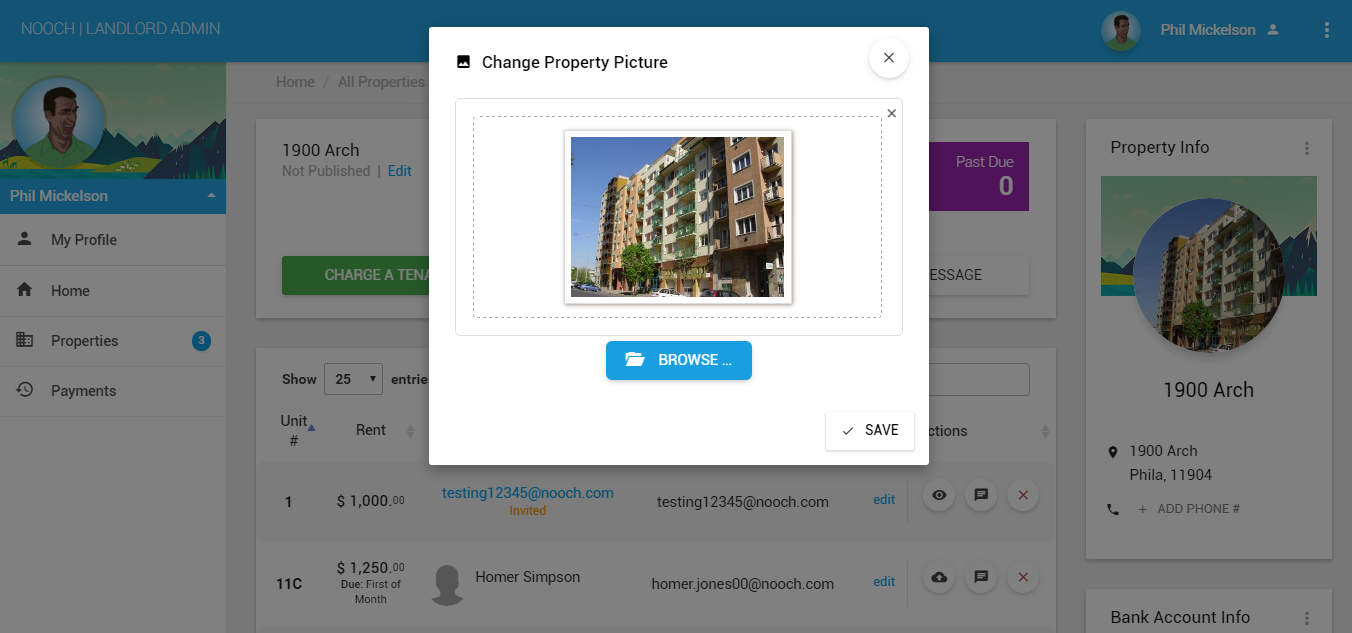 NOOCH | LANDLORD ADMIN
Phil Mickelson
Change Property Picture
BROWSE ...
SAVE
Phil Mickelson
My Profile
Home
Properties 3
Payments
Home / All Properties
1900 Arch
Not Published | Edit
Past Due
0
CHARGE A TENA
ESSAGE
Show 25 entrie
Unit
#
Rent
ctions
1 $ 1,000.00 testing12345@nooch.com testing12345@nooch.com edit
Invited
11C $ 1,250.00 Homer Simpson homer.jones00@nooch.com edit
Due: First of
Month
Property Info
1900 Arch
1900 Arch
Phila, 11904
+ ADD PHONE #
Bank Account Info